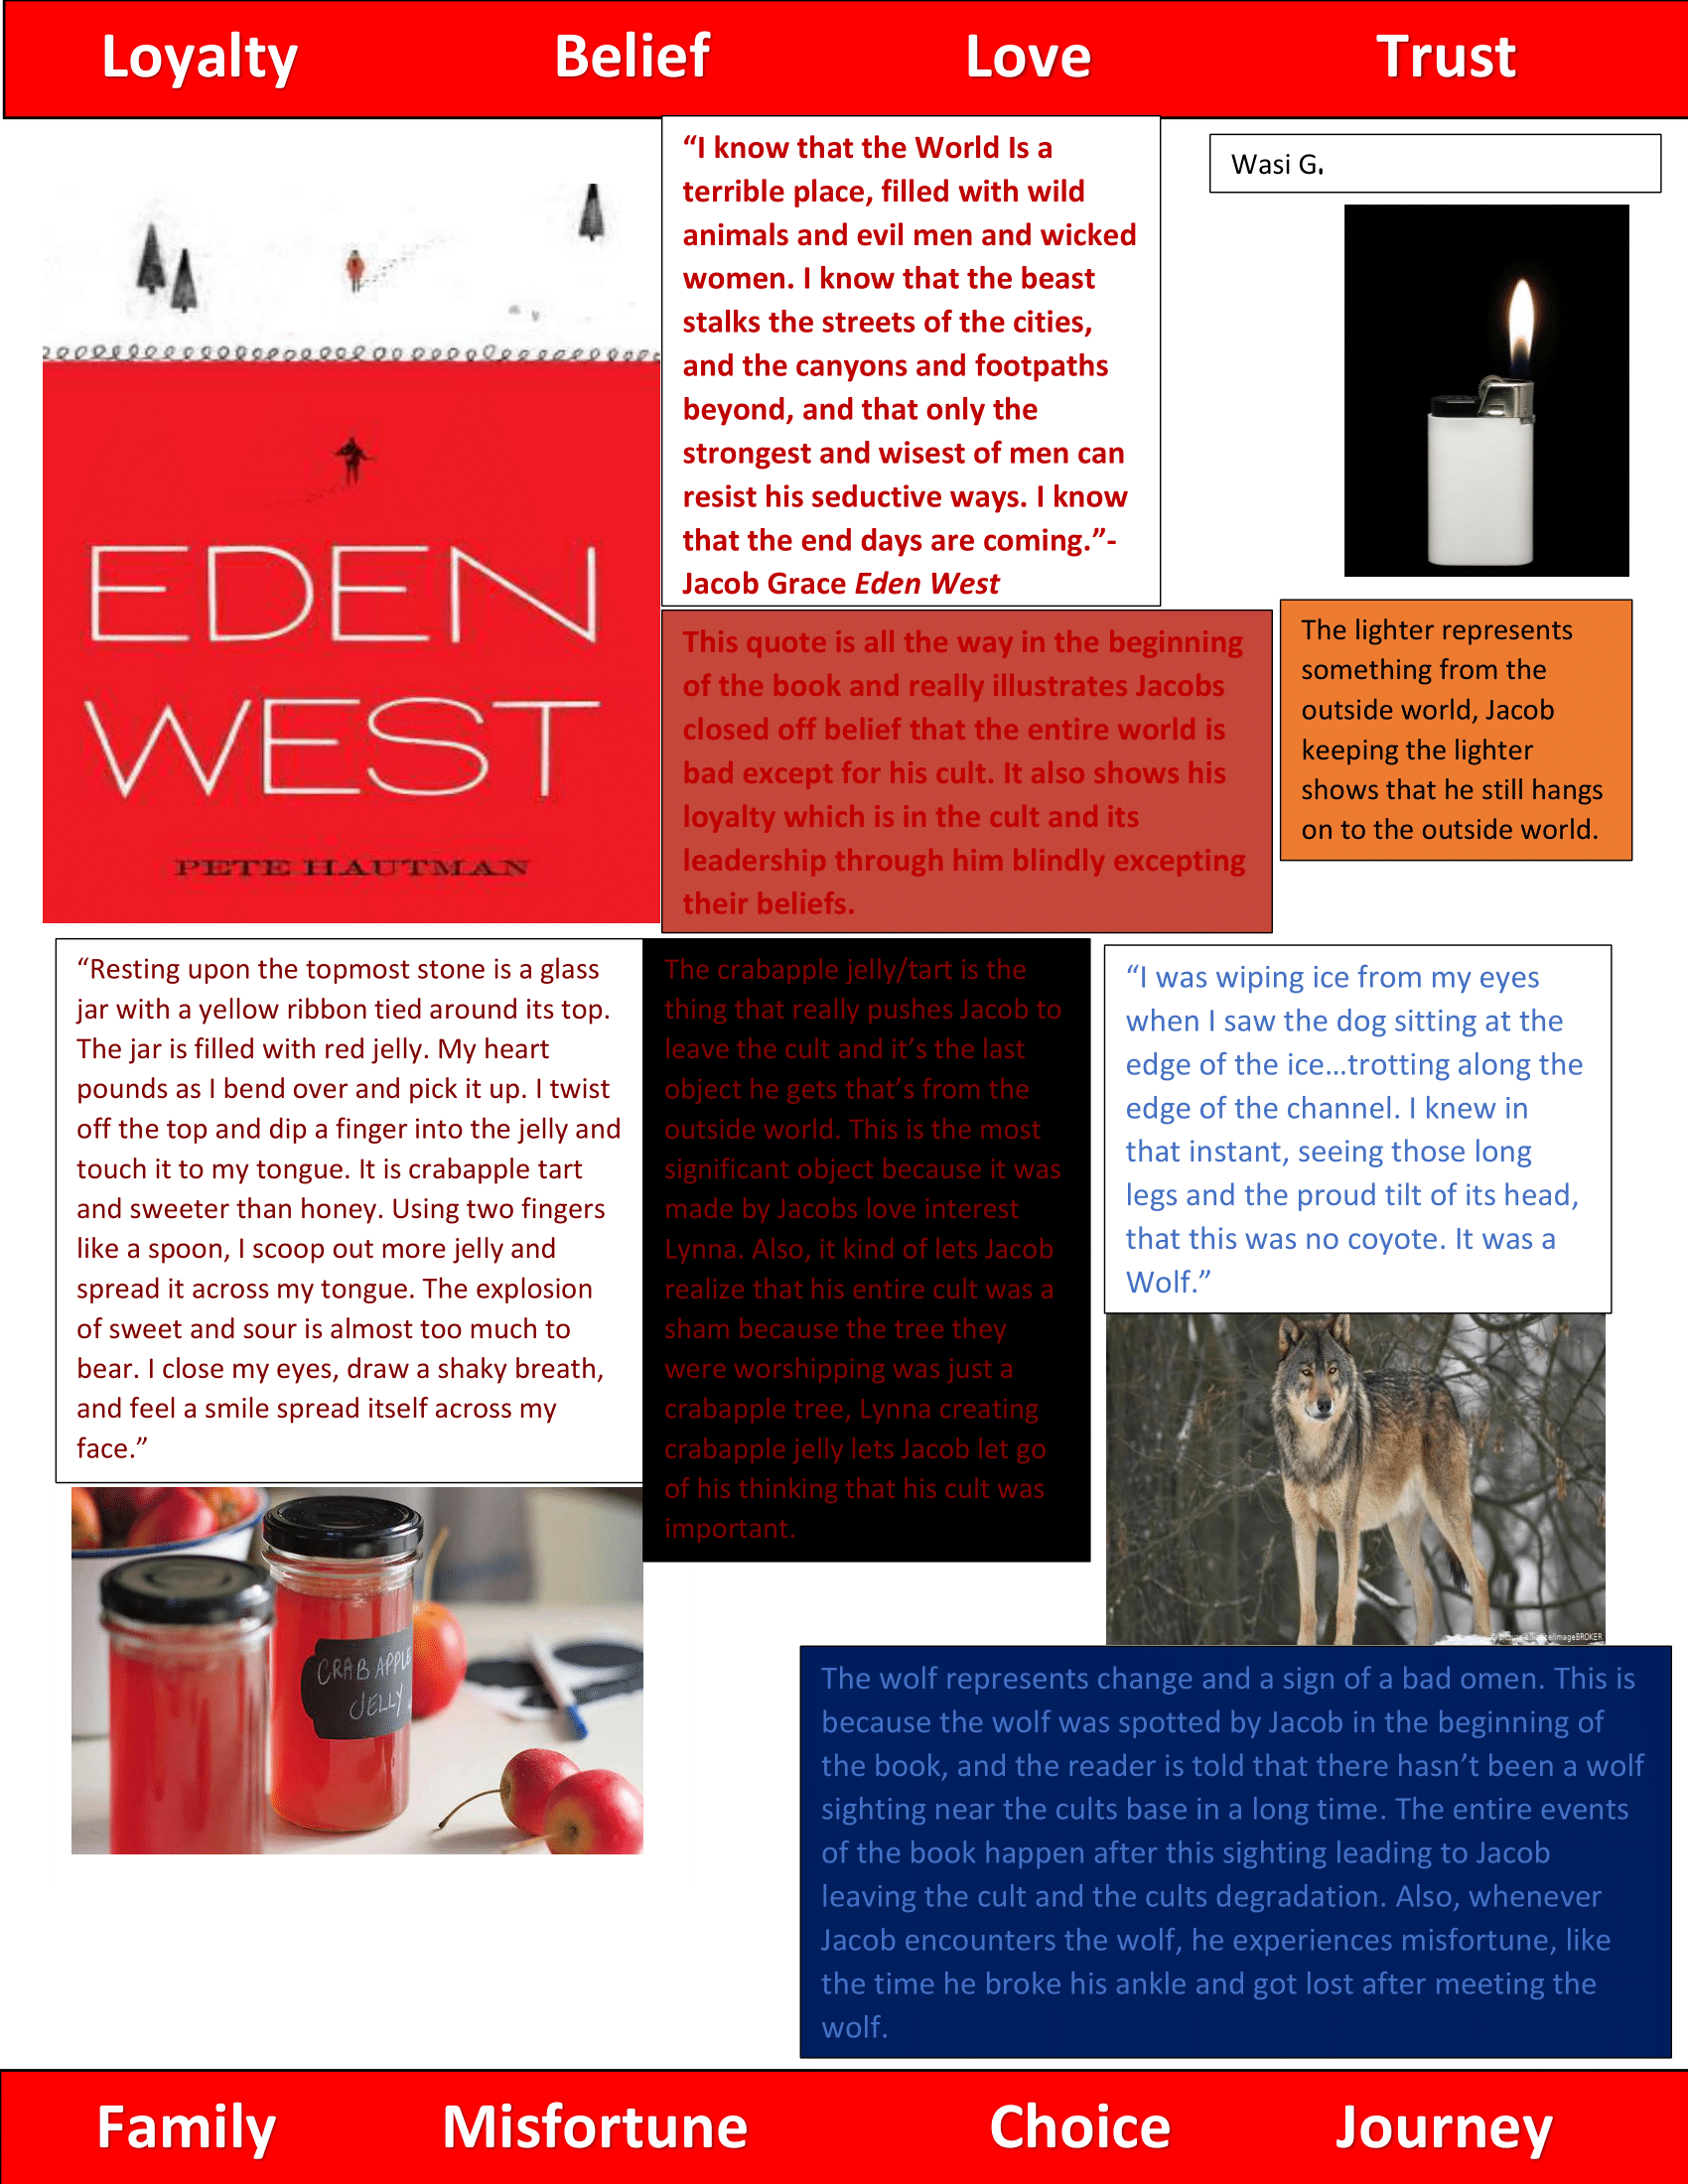 Loyalty Belief Love Trust
“I know that the World Is a
terrible place, filled with wild
animals and evil men and wicked
women. I know that the beast
stalks the streets of the cities,
and the canyons and footpaths
beyond, and that only the
strongest and wisest of men can
resist his seductive ways. I know
that the end days are coming.”-
Jacob Grace Eden West
Wasi G.
EDEN
WEST
PETE HAUTMAN
This quote is all the way in the beginning
of the book and really illustrates Jacobs
closed off belief that the entire world is
bad except for his cult. It also shows his
loyalty which is in the cult and its
leadership through him blindly excepting
their beliefs.
The lighter represents
something from the
outside world, Jacob
keeping the lighter
shows that he still hangs
on to the outside world.
“Resting upon the topmost stone is a glass
jar with a yellow ribbon tied around its top.
The jar is filled with red jelly. My heart
pounds as I bend over and pick it up. I twist
off the top and dip a finger into the jelly and
touch it to my tongue. It is crabapple tart
and sweeter than honey. Using two fingers
like a spoon, I scoop out more jelly and
spread it across my tongue. The explosion
of sweet and sour is almost too much to
bear. I close my eyes, draw a shaky breath,
and feel a smile spread itself across my
face.”
The crabapple jelly/tart is the
thing that really pushes Jacob to
leave the cult and it’s the last
object he gets that’s from the
outside world. This is the most
significant object because it was
made by Jacobs love interest
Lynna. Also, it kind of lets Jacob
realize that his entire cult was a
sham because the tree they
were worshipping was just a
crabapple tree, Lynna creating
crabapple jelly lets Jacob let go
of his thinking that his cult was
important.
“I was wiping ice from my eyes
when I saw the dog sitting at the
edge of the ice…trotting along the
edge of the channel. I knew in
that instant, seeing those long
legs and the proud tilt of its head,
that this was no coyote. It was a
Wolf.”
CRAB APPLE
JELLY
picture-alliance/imageBROKER
The wolf represents change and a sign of a bad omen. This is
because the wolf was spotted by Jacob in the beginning of
the book, and the reader is told that there hasn’t been a wolf
sighting near the cults base in a long time. The entire events
of the book happen after this sighting leading to Jacob
leaving the cult and the cults degradation. Also, whenever
Jacob encounters the wolf, he experiences misfortune, like
the time he broke his ankle and got lost after meeting the
wolf.
Family Misfortune Choice Journey